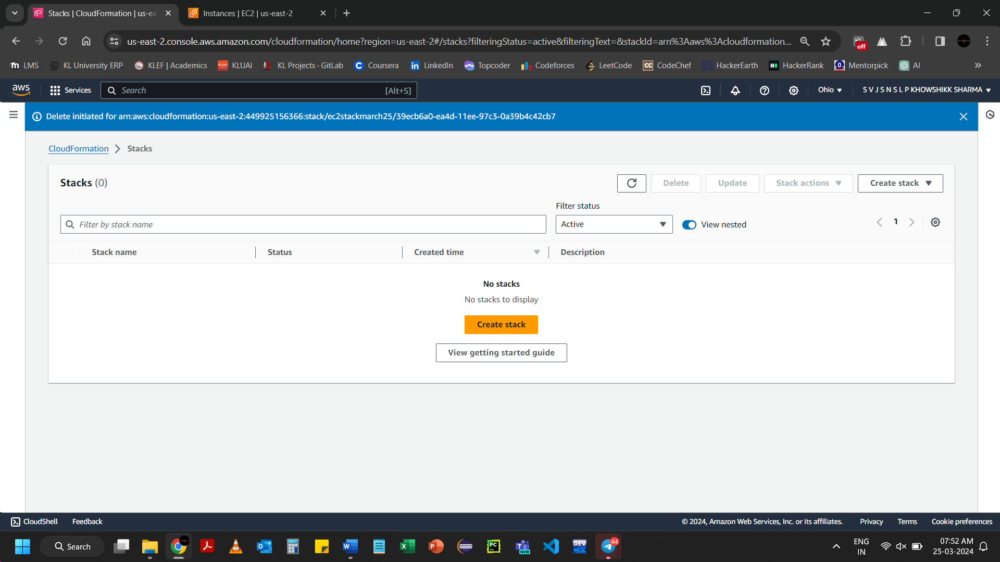 Stacks | CloudFormation | us-ea
Instances | EC2 | us-east-2
us-east-2.console.aws.amazon.com/cloudformation/home?region=us-east-2#/stacks?filteringStatus=active&filteringText=&stackId=arn%3Aaws%3Acloudformation...
off
LMS
KL University ERP
KLEF | Academics
KLUAI
KL Projects · GitLab
Coursera
LinkedIn
Topcoder
Codeforces
LeetCode
CodeChef
HackerEarth
HackerRank
Mentorpick
AI
aws
Services
Search
[Alt+S]
Ohio
S V J S N S L P KHOWSHIKK SHARMA
Delete initiated for arn:aws:cloudformation:us-east-2:449925156366:stack/ec2stackmarch25/39ecb6a0-ea4d-11ee-97c3-0a39b4c42cb7
CloudFormation
Stacks
Stacks (0)
Delete
Update
Stack actions
Create stack
Filter status
Filter by stack name
Active
View nested
1
Stack name
Status
Created time
Description
No stacks
No stacks to display
Create stack
View getting started guide
CloudShell
Feedback
© 2024, Amazon Web Services, Inc. or its affiliates.
Privacy
Terms
Cookie preferences
Search
NEW
DEV
44
ENG
IN
07:52 AM
25-03-2024